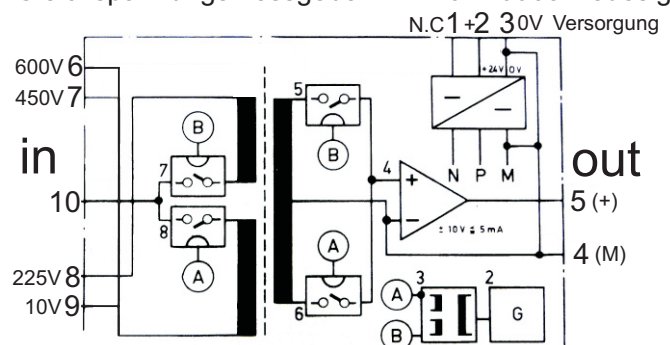 N.C 1 +2 3 0V Versorgung
600V 6
450V 7
+24V 0V
5
B
B
in
7
N P M
out
4
+
10
5 (+)
8
−
± 10V ≦ 5mA
A
A
4 (M)
225V 8
3
2
10V 9
6
A
G
B